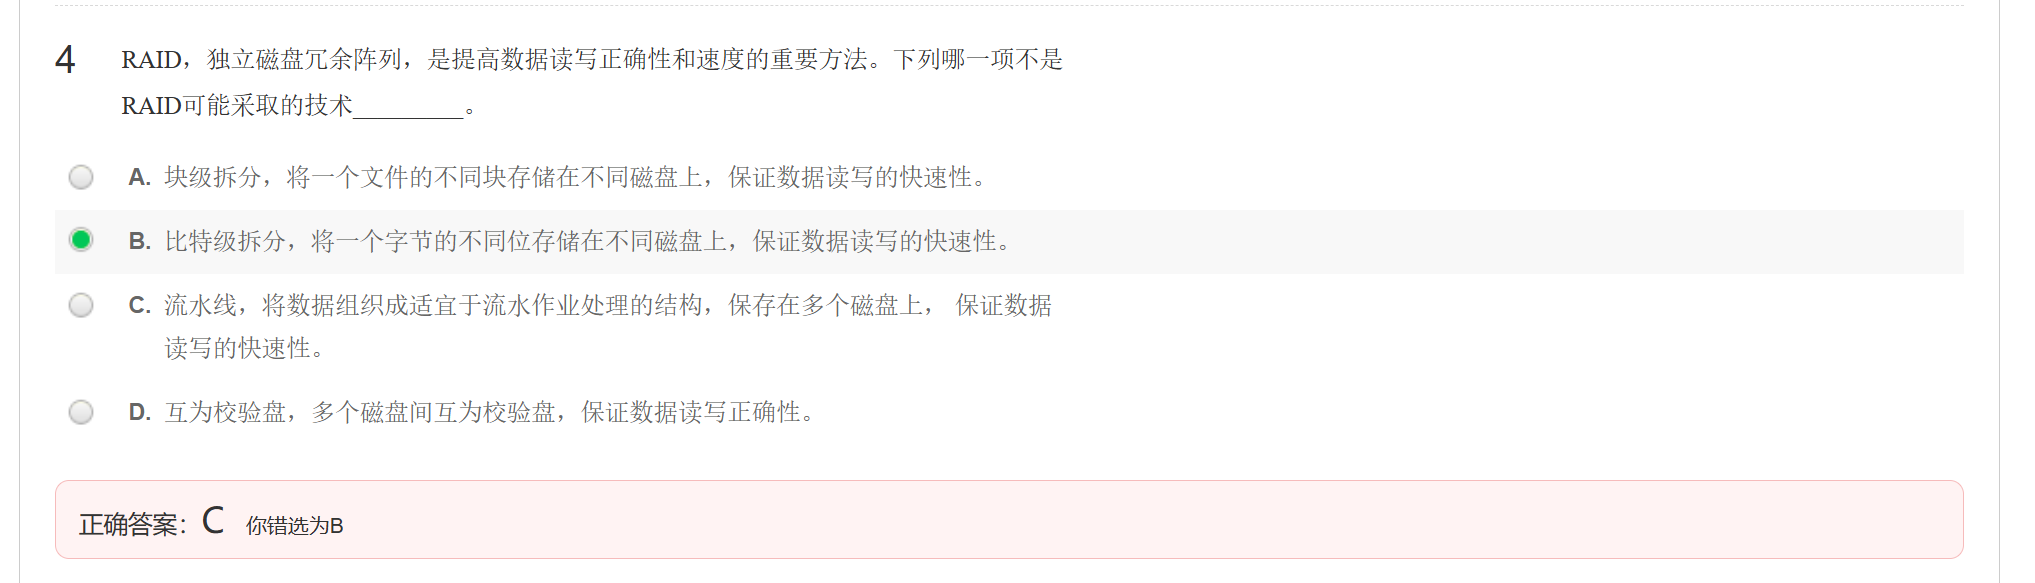 4 RAID，独立磁盘冗余阵列，是提高数据读写正确性和速度的重要方法。下列哪一项不是
RAID可能采取的技术_________。
A. 块级拆分，将一个文件的不同块存储在不同磁盘上，保证数据读写的快速性。
B. 比特级拆分，将一个字节的不同位存储在不同磁盘上，保证数据读写的快速性。
C. 流水线，将数据组织成适宜于流水作业处理的结构，保存在多个磁盘上， 保证数据
读写的快速性。
D. 互为校验盘，多个磁盘间互为校验盘，保证数据读写正确性。
正确答案：C 你错选为B